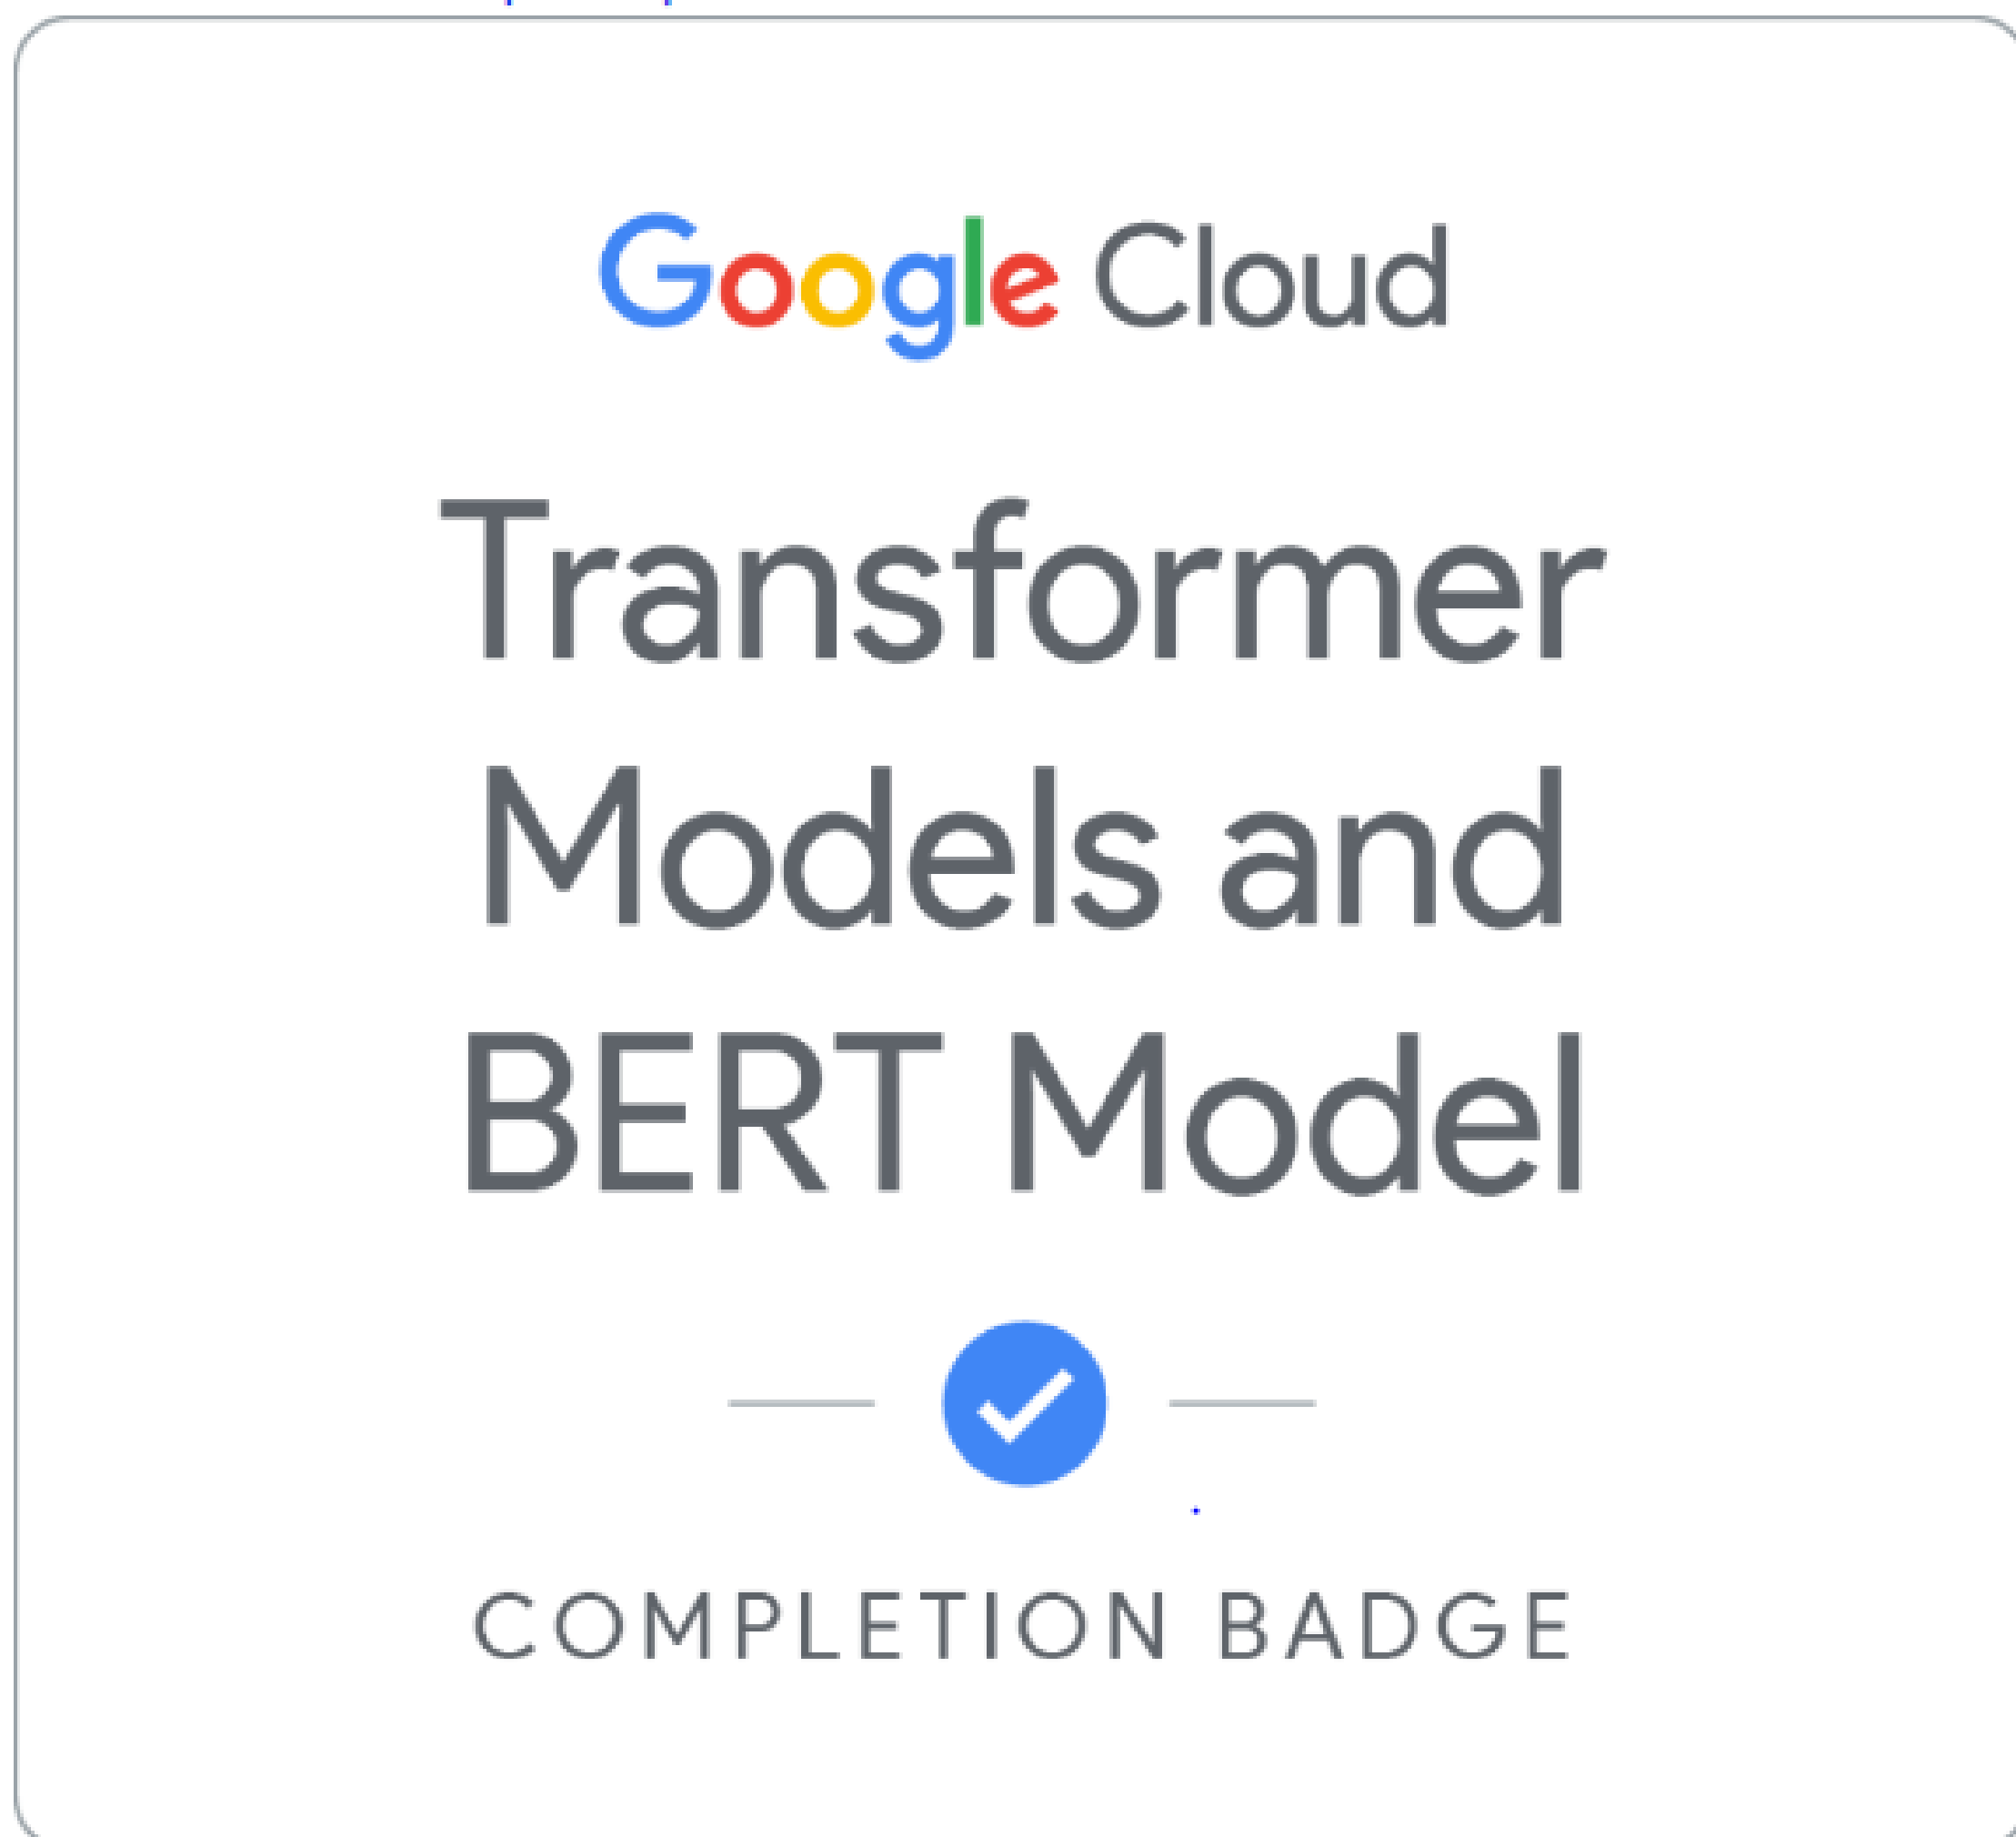 Google Cloud
Transformer
Models and
BERT Model
COMPLETION BADGE